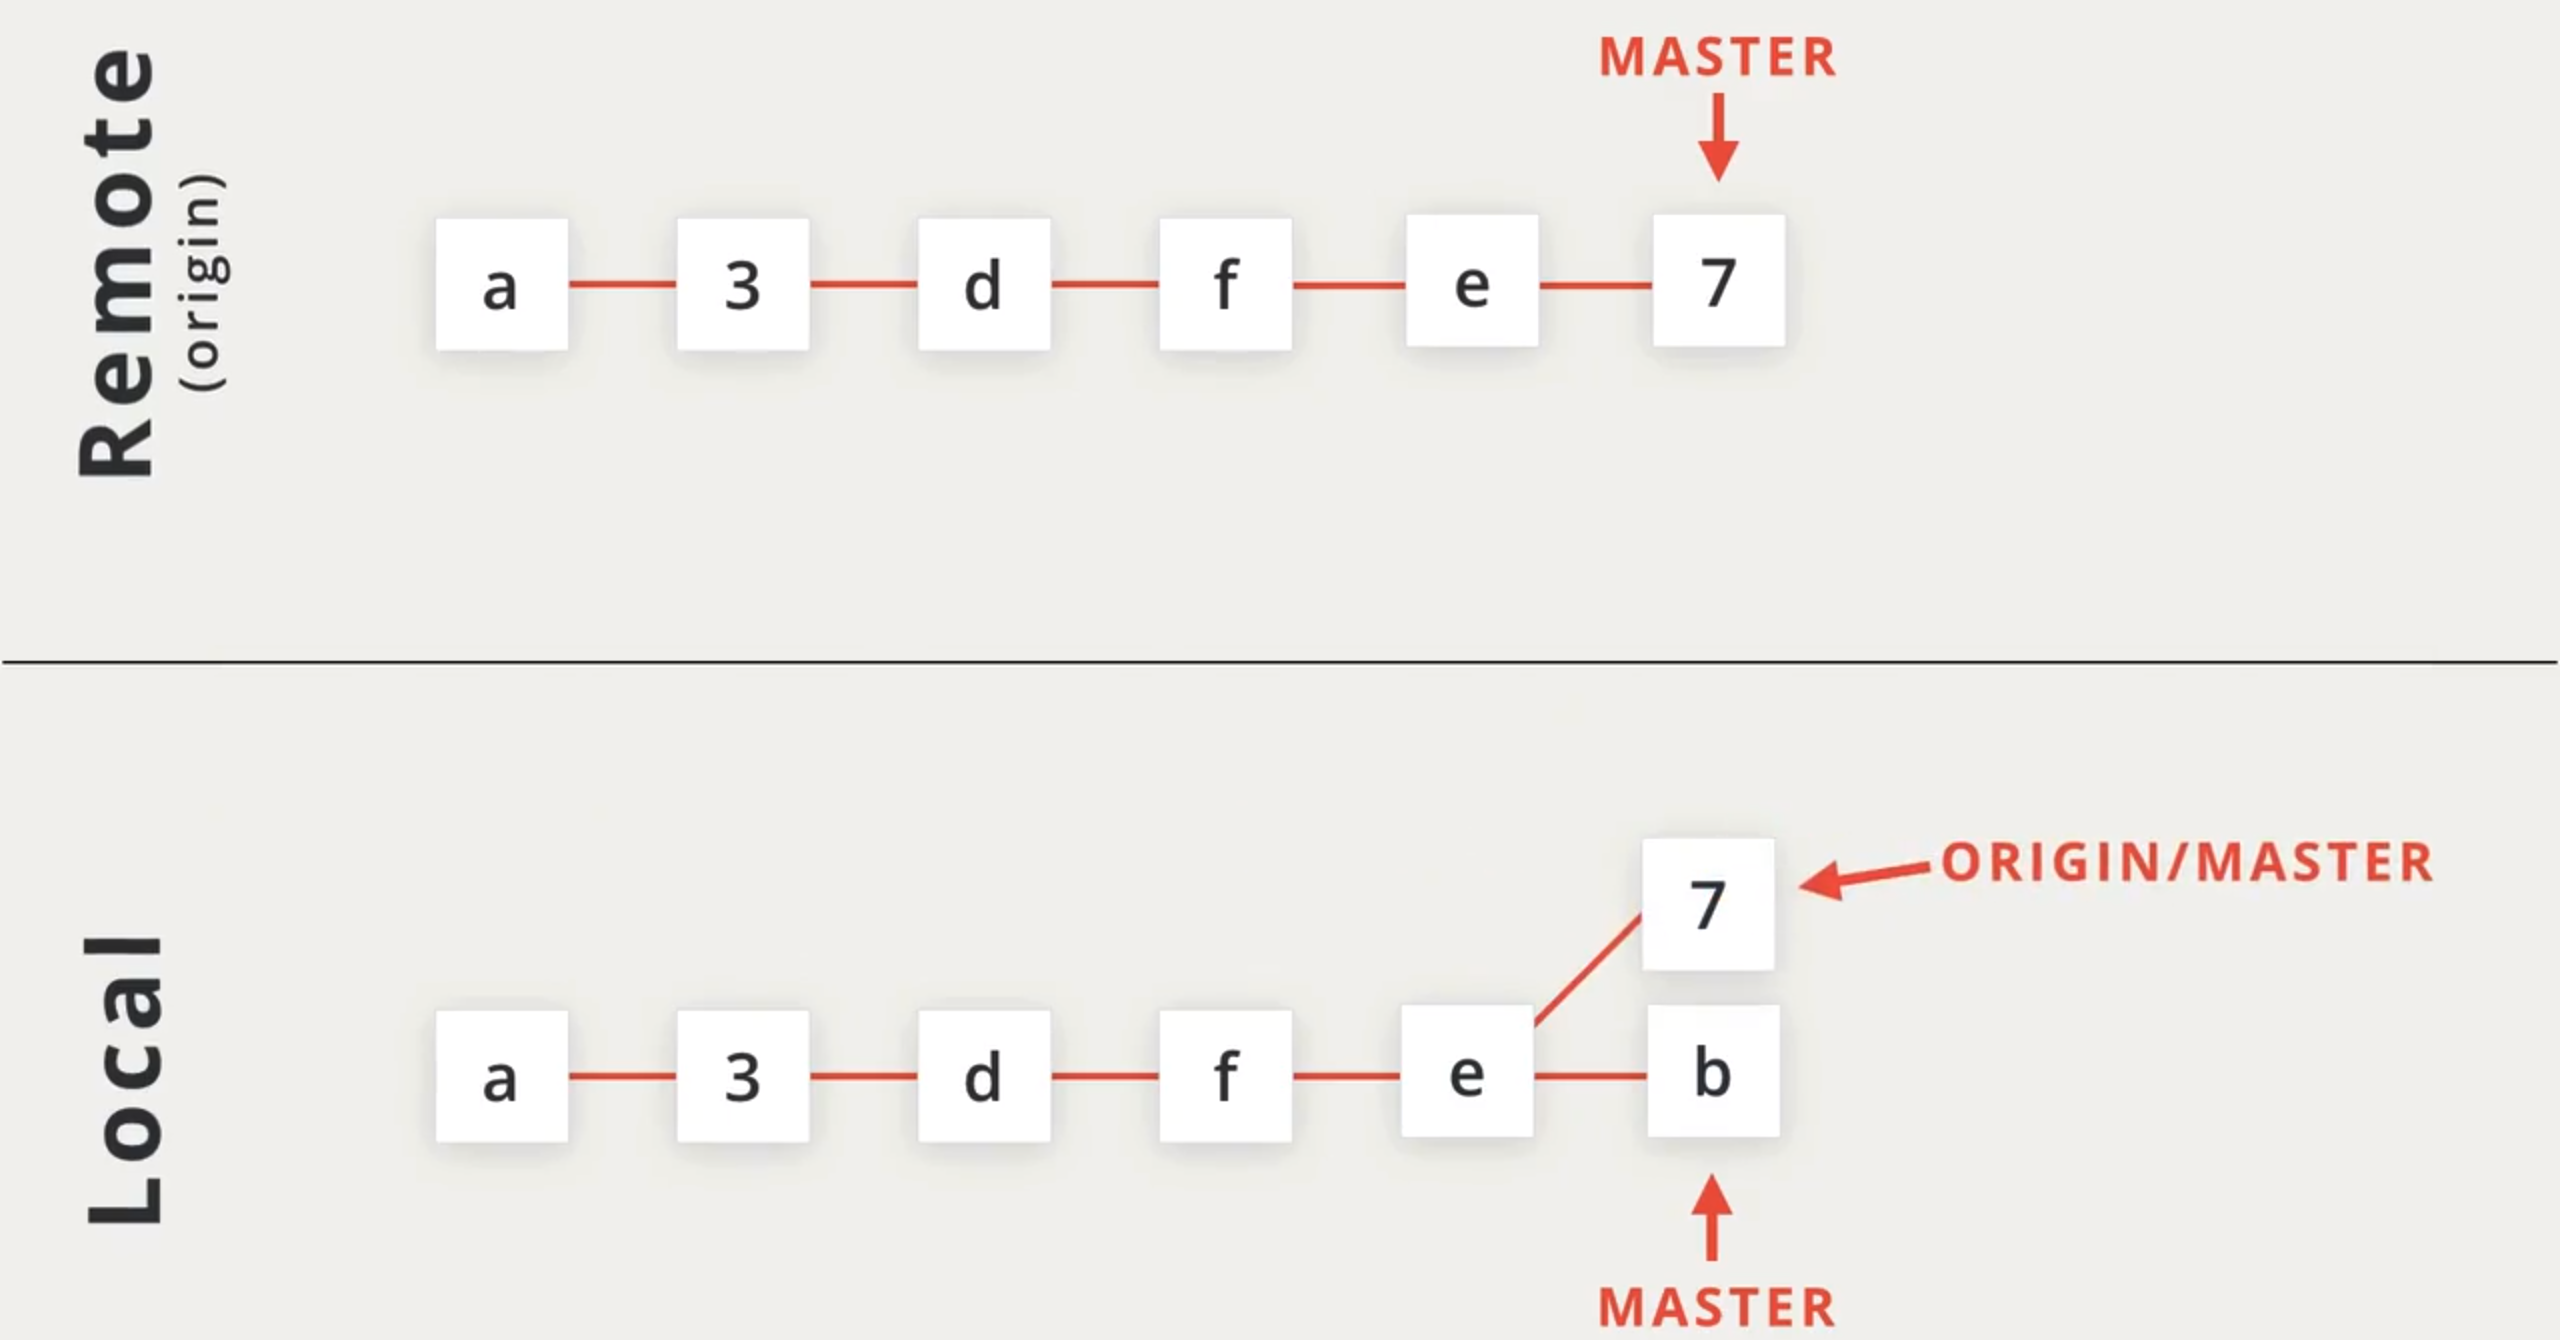 Remote
(origin)
MASTER
a 3 d f e 7
Local
7
ORIGIN/MASTER
a 3 d f e b
MASTER